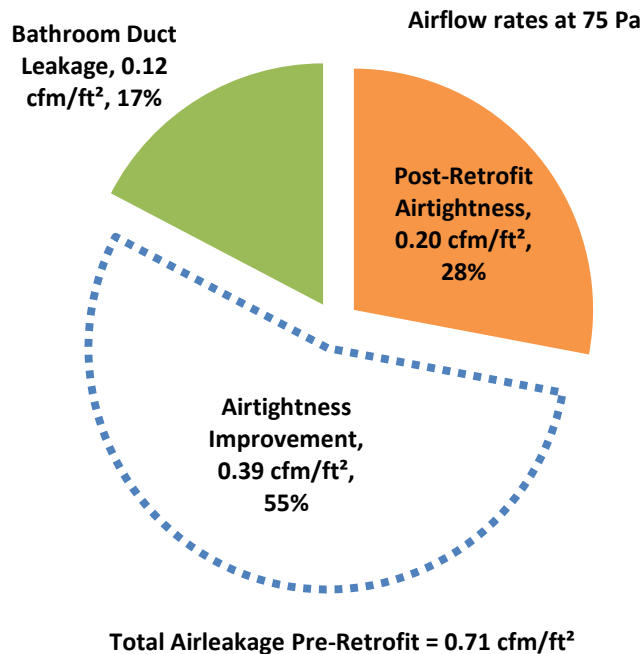 Airflow rates at 75 Pa
Bathroom Duct
Leakage, 0.12
cfm/ft², 17%
Post-Retrofit
Airtightness,
0.20 cfm/ft²,
28%
Airtightness
Improvement,
0.39 cfm/ft²,
55%
Total Airleakage Pre-Retrofit = 0.71 cfm/ft²